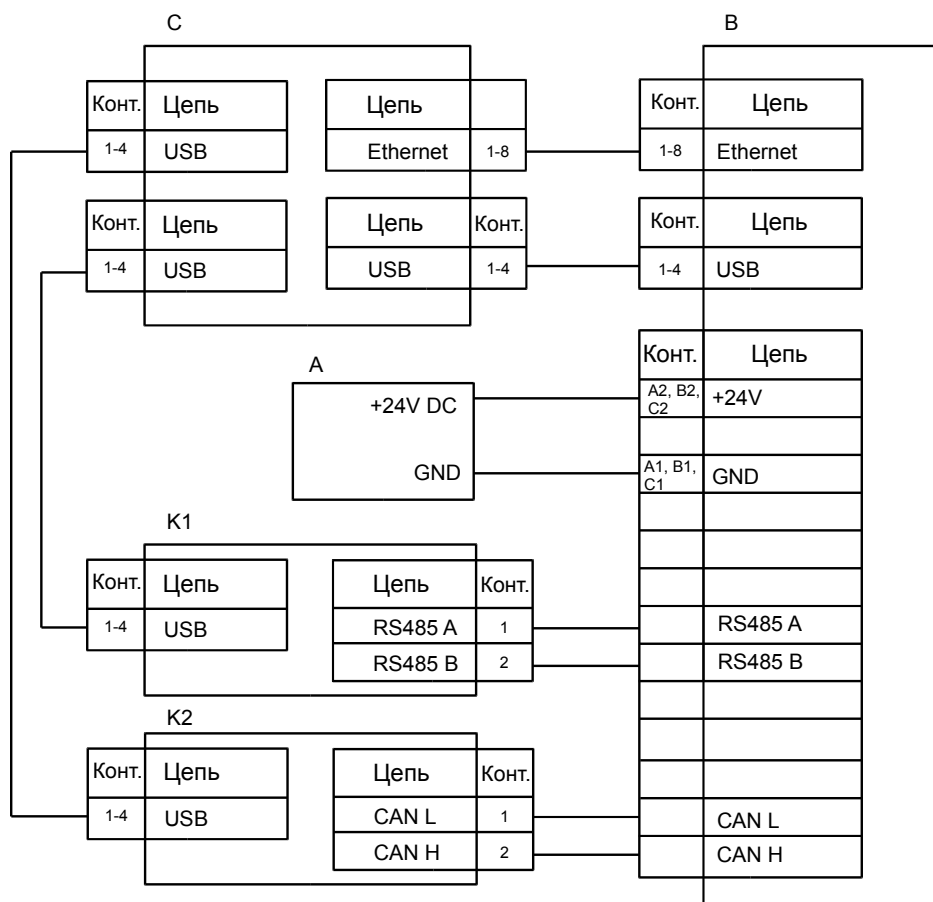 C
B
Конт. Цепь
1-4 USB
Цепь
Ethernet 1-8
Конт. Цепь
1-8 Ethernet
Конт. Цепь
1-4 USB
Цепь Конт.
USB 1-4
Конт. Цепь
1-4 USB
A
+24V DC
GND
Конт. Цепь
A2, B2,
C2
+24V
A1, B1,
C1
GND
RS485 A
RS485 B
CAN L
CAN H
K1
Конт. Цепь
1-4 USB
Цепь Конт.
RS485 A 1
RS485 B 2
K2
Конт. Цепь
1-4 USB
Цепь Конт.
CAN L 1
CAN H 2